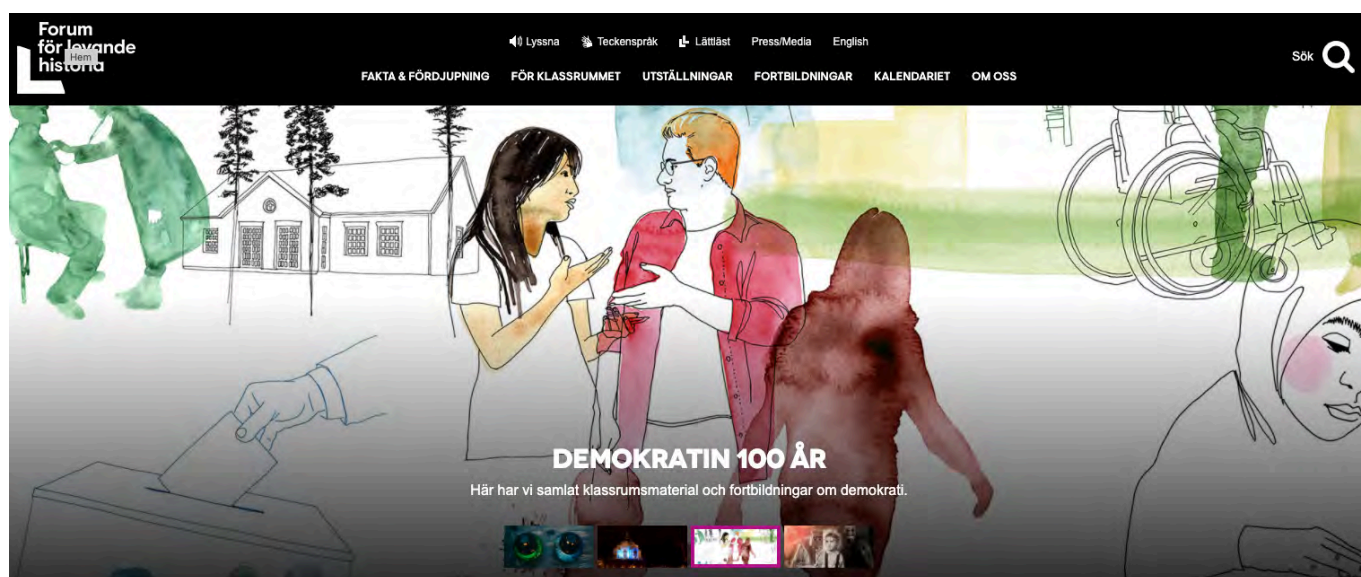 Forum
för levande
historia
Hem
Lyssna Teckenspråk Lättläst Press/Media English
Sök
FAKTA & FÖRDJUPNING FÖR KLASSRUMMET UTSTÄLLNINGAR FORTBILDNINGAR KALENDARIET OM OSS
DEMOKRATIN 100 ÅR
Här har vi samlat klassrumsmaterial och fortbildningar om demokrati.